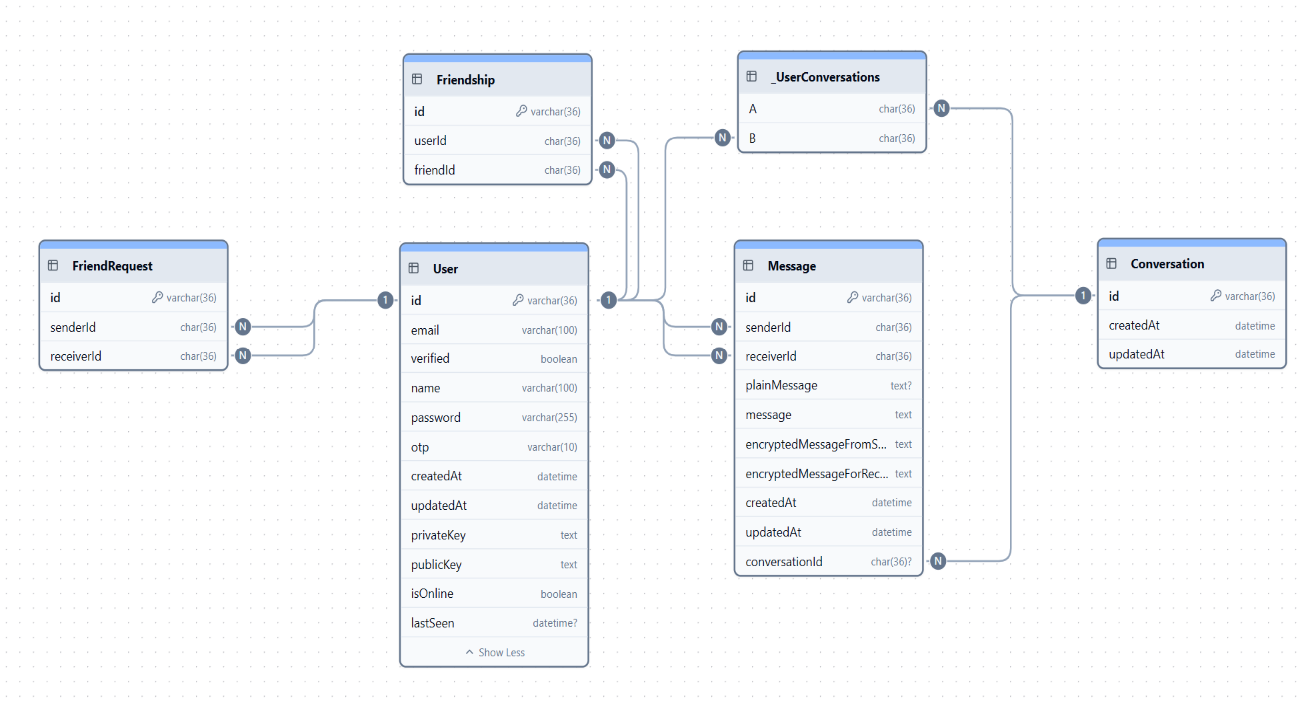 Friendship
id varchar(36)
userId char(36)
friendId char(36)
N
N
_UserConversations
A char(36)
B char(36)
N
N
FriendRequest
id varchar(36)
senderId char(36)
receiverId char(36)
N
N
1
User
id varchar(36)
email varchar(100)
verified boolean
name varchar(100)
password varchar(255)
otp varchar(10)
createdAt datetime
updatedAt datetime
privateKey text
publicKey text
isOnline boolean
lastSeen datetime?
Show Less
1
N
N
Message
id varchar(36)
senderId char(36)
receiverId char(36)
plainMessage text?
message text
encryptedMessageFromS... text
encryptedMessageForRec... text
createdAt datetime
updatedAt datetime
conversationId char(36)?
N
1
Conversation
id varchar(36)
createdAt datetime
updatedAt datetime